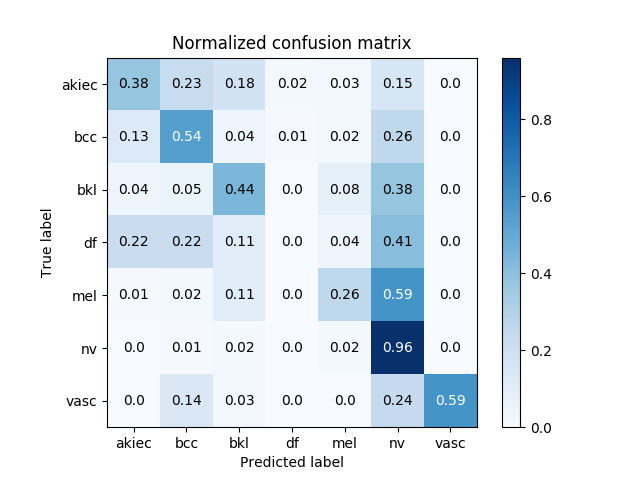 Normalized confusion matrix
True label
akiec 0.38 0.23 0.18 0.02 0.03 0.15 0.0
bcc 0.13 0.54 0.04 0.01 0.02 0.26 0.0
bkl 0.04 0.05 0.44 0.0 0.08 0.38 0.0
df 0.22 0.22 0.11 0.0 0.04 0.41 0.0
mel 0.01 0.02 0.11 0.0 0.26 0.59 0.0
nv 0.0 0.01 0.02 0.0 0.02 0.96 0.0
vasc 0.0 0.14 0.03 0.0 0.0 0.24 0.59
akiec bcc bkl df mel nv vasc
Predicted label
0.8
0.6
0.4
0.2
0.0